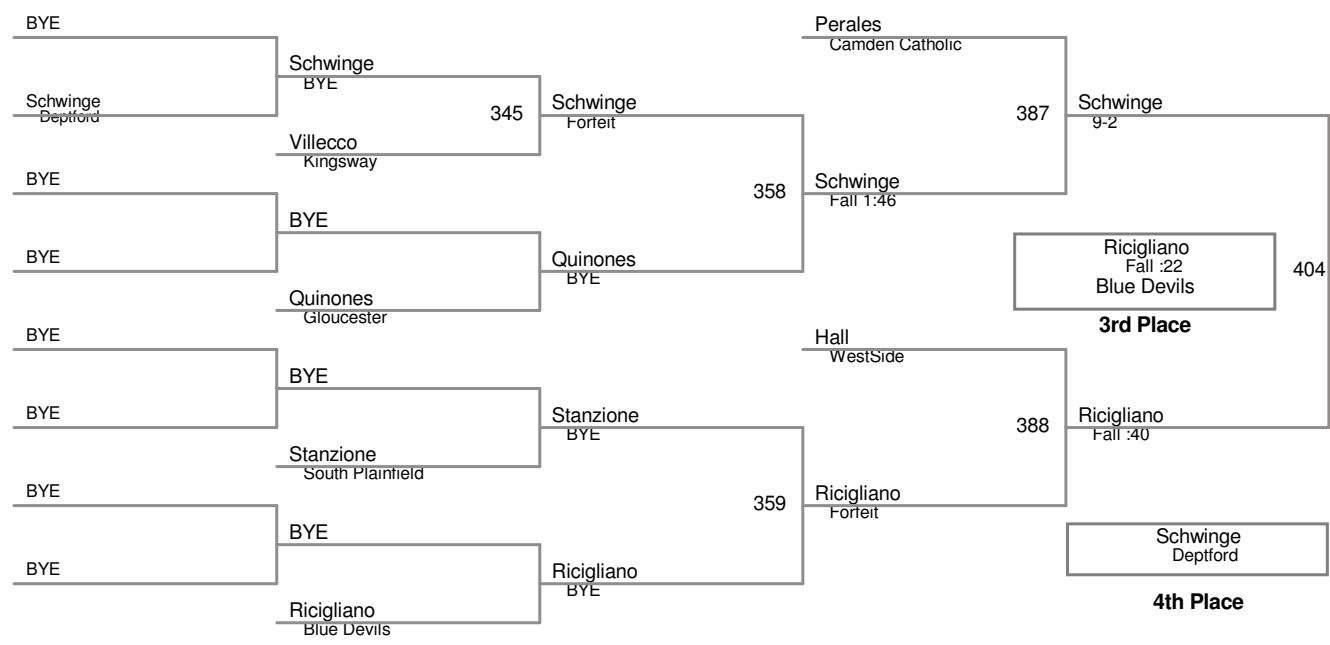 BYE
Schwinge
Deptford
BYE
BYE
BYE
BYE
BYE
BYE
Schwinge
BYE
Villecco
Kingsway
BYE
Quinones
Gloucester
BYE
Stanzione
South Plainfield
BYE
Ricigliano
Blue Devils
345
Schwinge
Forfeit
Quinones
BYE
Stanzione
BYE
Ricigliano
BYE
358
359
Perales
Camden Catholic
Schwinge
Fall 1:46
Hall
WestSide
Ricigliano
Forfeit
387
388
Schwinge
9-2
Ricigliano
Fall :40
Ricigliano
Fall :22
Blue Devils
3rd Place
404
Schwinge
Deptford
4th Place